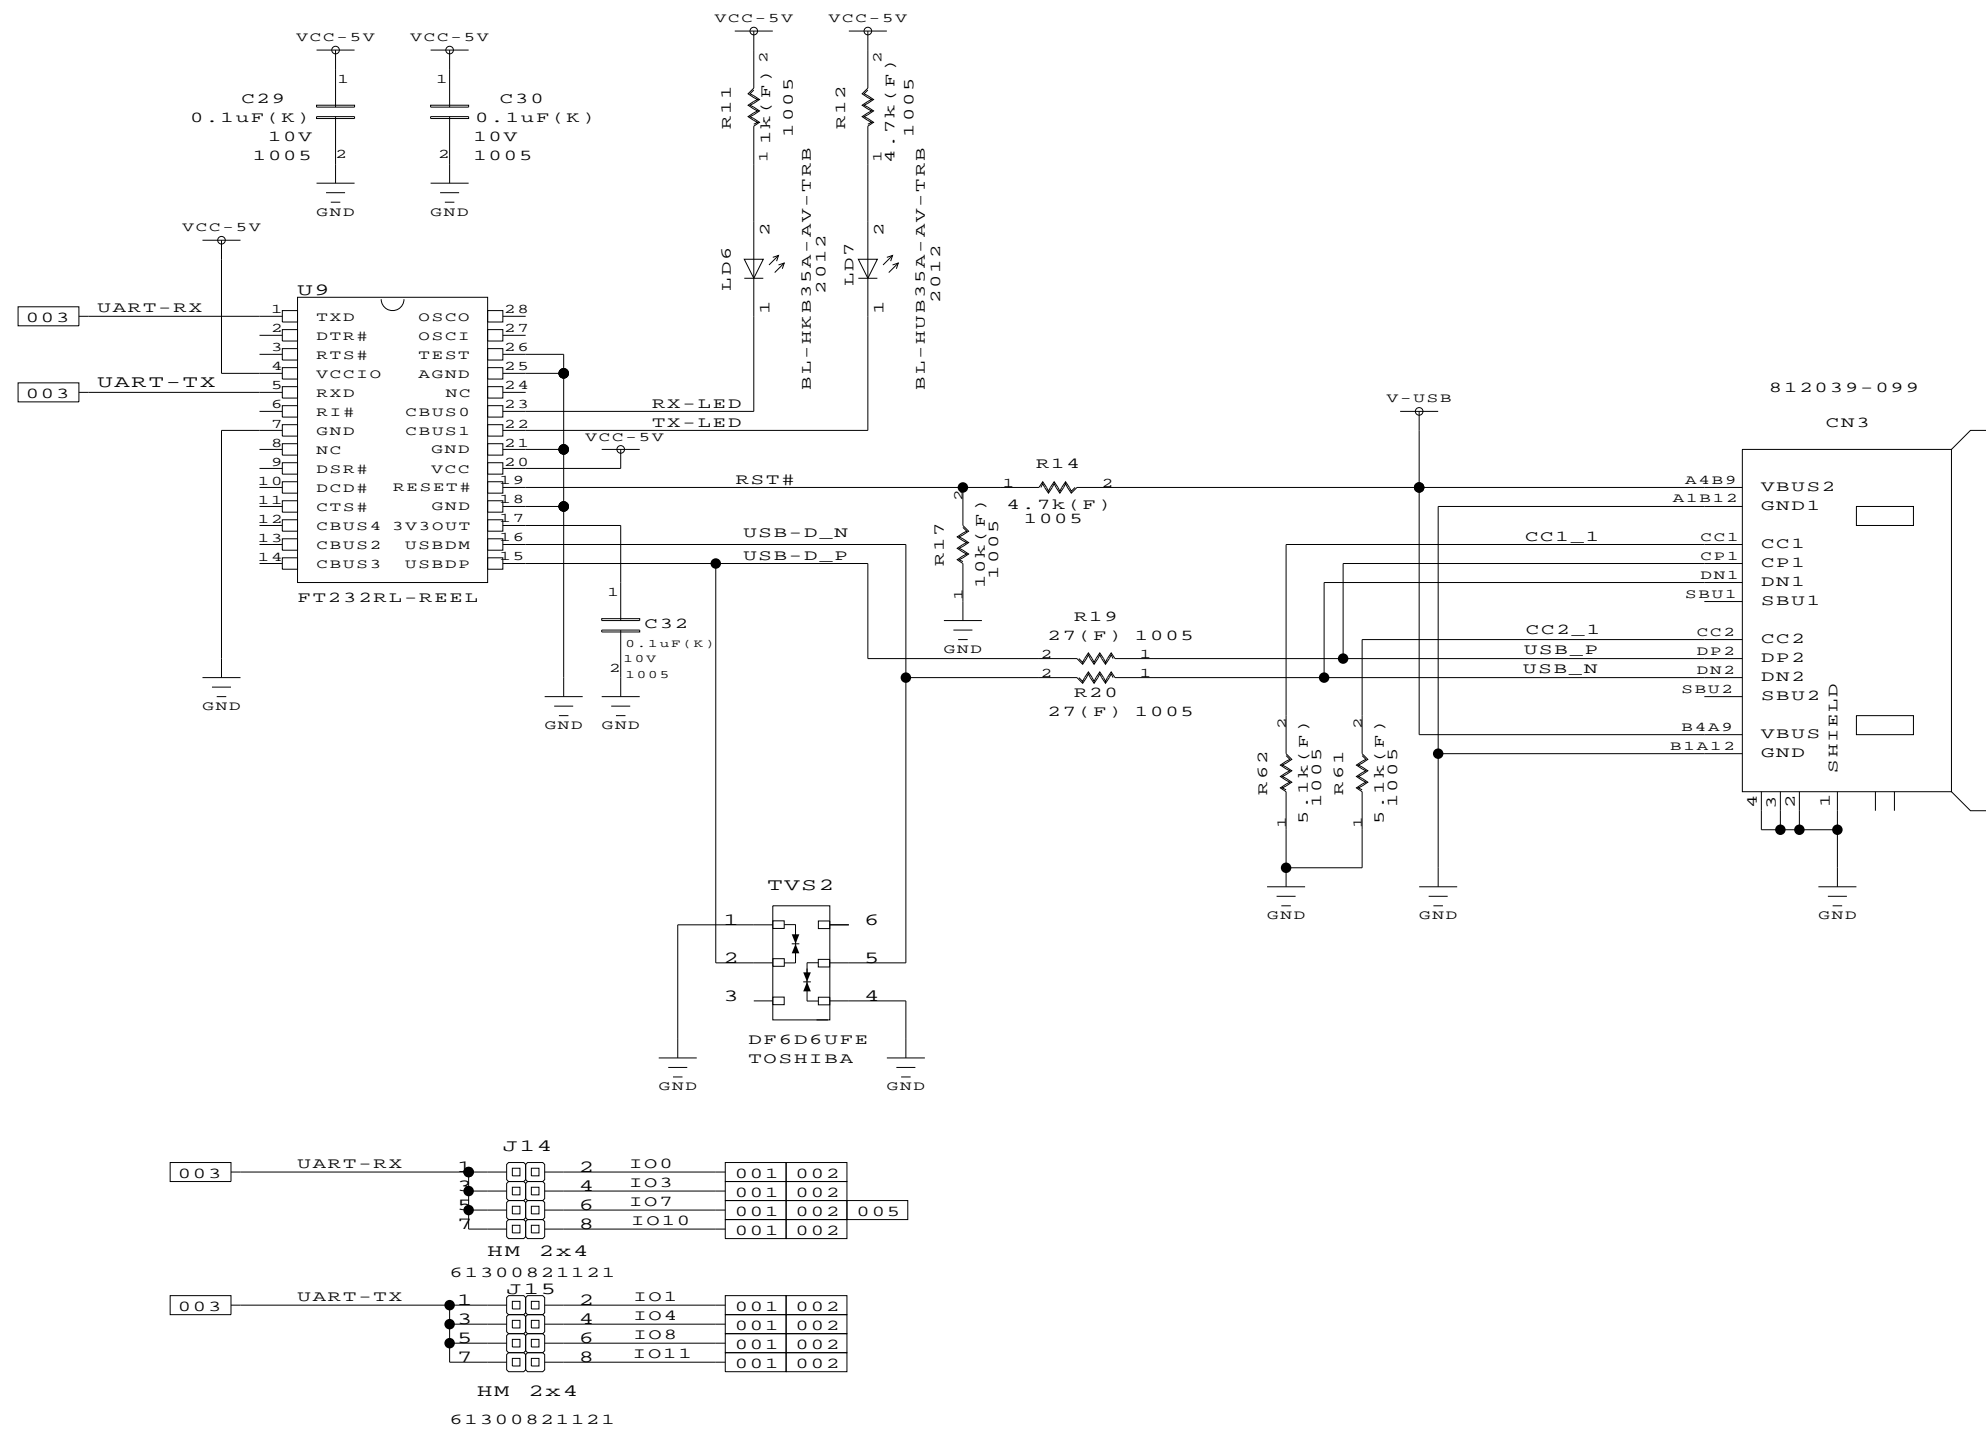 VCC-5V VCC-5V
VCC-5V VCC-5V
1 C29 0.1uF(K) 10V 1005 2 GND
1 C30 0.1uF(K) 10V 1005 2 GND
2 R11 1k(F) 1005 1
2 R12 4.7k(F) 1005 1
2 LD6 1 BL-HKB35A-AV-TRB 2012
2 LD7 1 BL-HUB35A-AV-TRB 2012
VCC-5V
U9
003 UART-RX 1 TXD OSCO 28
2 DTR# OSCI 27
3 RTS# TEST 26
4 VCCIO AGND 25
003 UART-TX 5 RXD NC 24
6 RI# CBUS0 23 RX-LED
7 GND CBUS1 22 TX-LED
8 NC GND 21 VCC-5V
9 DSR# VCC 20
10 DCD# RESET# 19 RST#
11 CTS# GND 18
12 CBUS4 3V3OUT 17
13 CBUS2 USBDM 16 USB-D_N
14 CBUS3 USBDP 15 USB-D_P
FT232RL-REEL
GND
GND
1 C32 0.1uF(K) 10V 1005 2 GND
R14 1 2 4.7k(F) 1005
2 R17 10k(F) 1005 1 GND
R19
27(F) 1005
2 1
2 1
R20
27(F) 1005
V-USB
812039-099
CN3
A4B9 VBUS2
A1B12 GND1
CC1_1 CC1 CC1
CP1 CP1
DN1 DN1
SBU1 SBU1
CC2_1 CC2 CC2
USB_P DP2 DP2
USB_N DN2 DN2
SBU2 SBU2
B4A9 VBUS
B1A12 GND
SHIELD
4 3 2 1
2 R62 5.1k(F) 1005 1
2 R61 5.1k(F) 1005 1
GND GND GND
TVS2
1 6
2 5
3 4
DF6D6UFE
TOSHIBA
GND GND
J14
003 UART-RX 1 2 IO0 001 002
3 4 IO3 001 002
5 6 IO7 001 002 005
7 8 IO10 001 002
HM 2x4
61300821121
J15
003 UART-TX 1 2 IO1 001 002
3 4 IO4 001 002
5 6 IO8 001 002
7 8 IO11 001 002
HM 2x4
61300821121